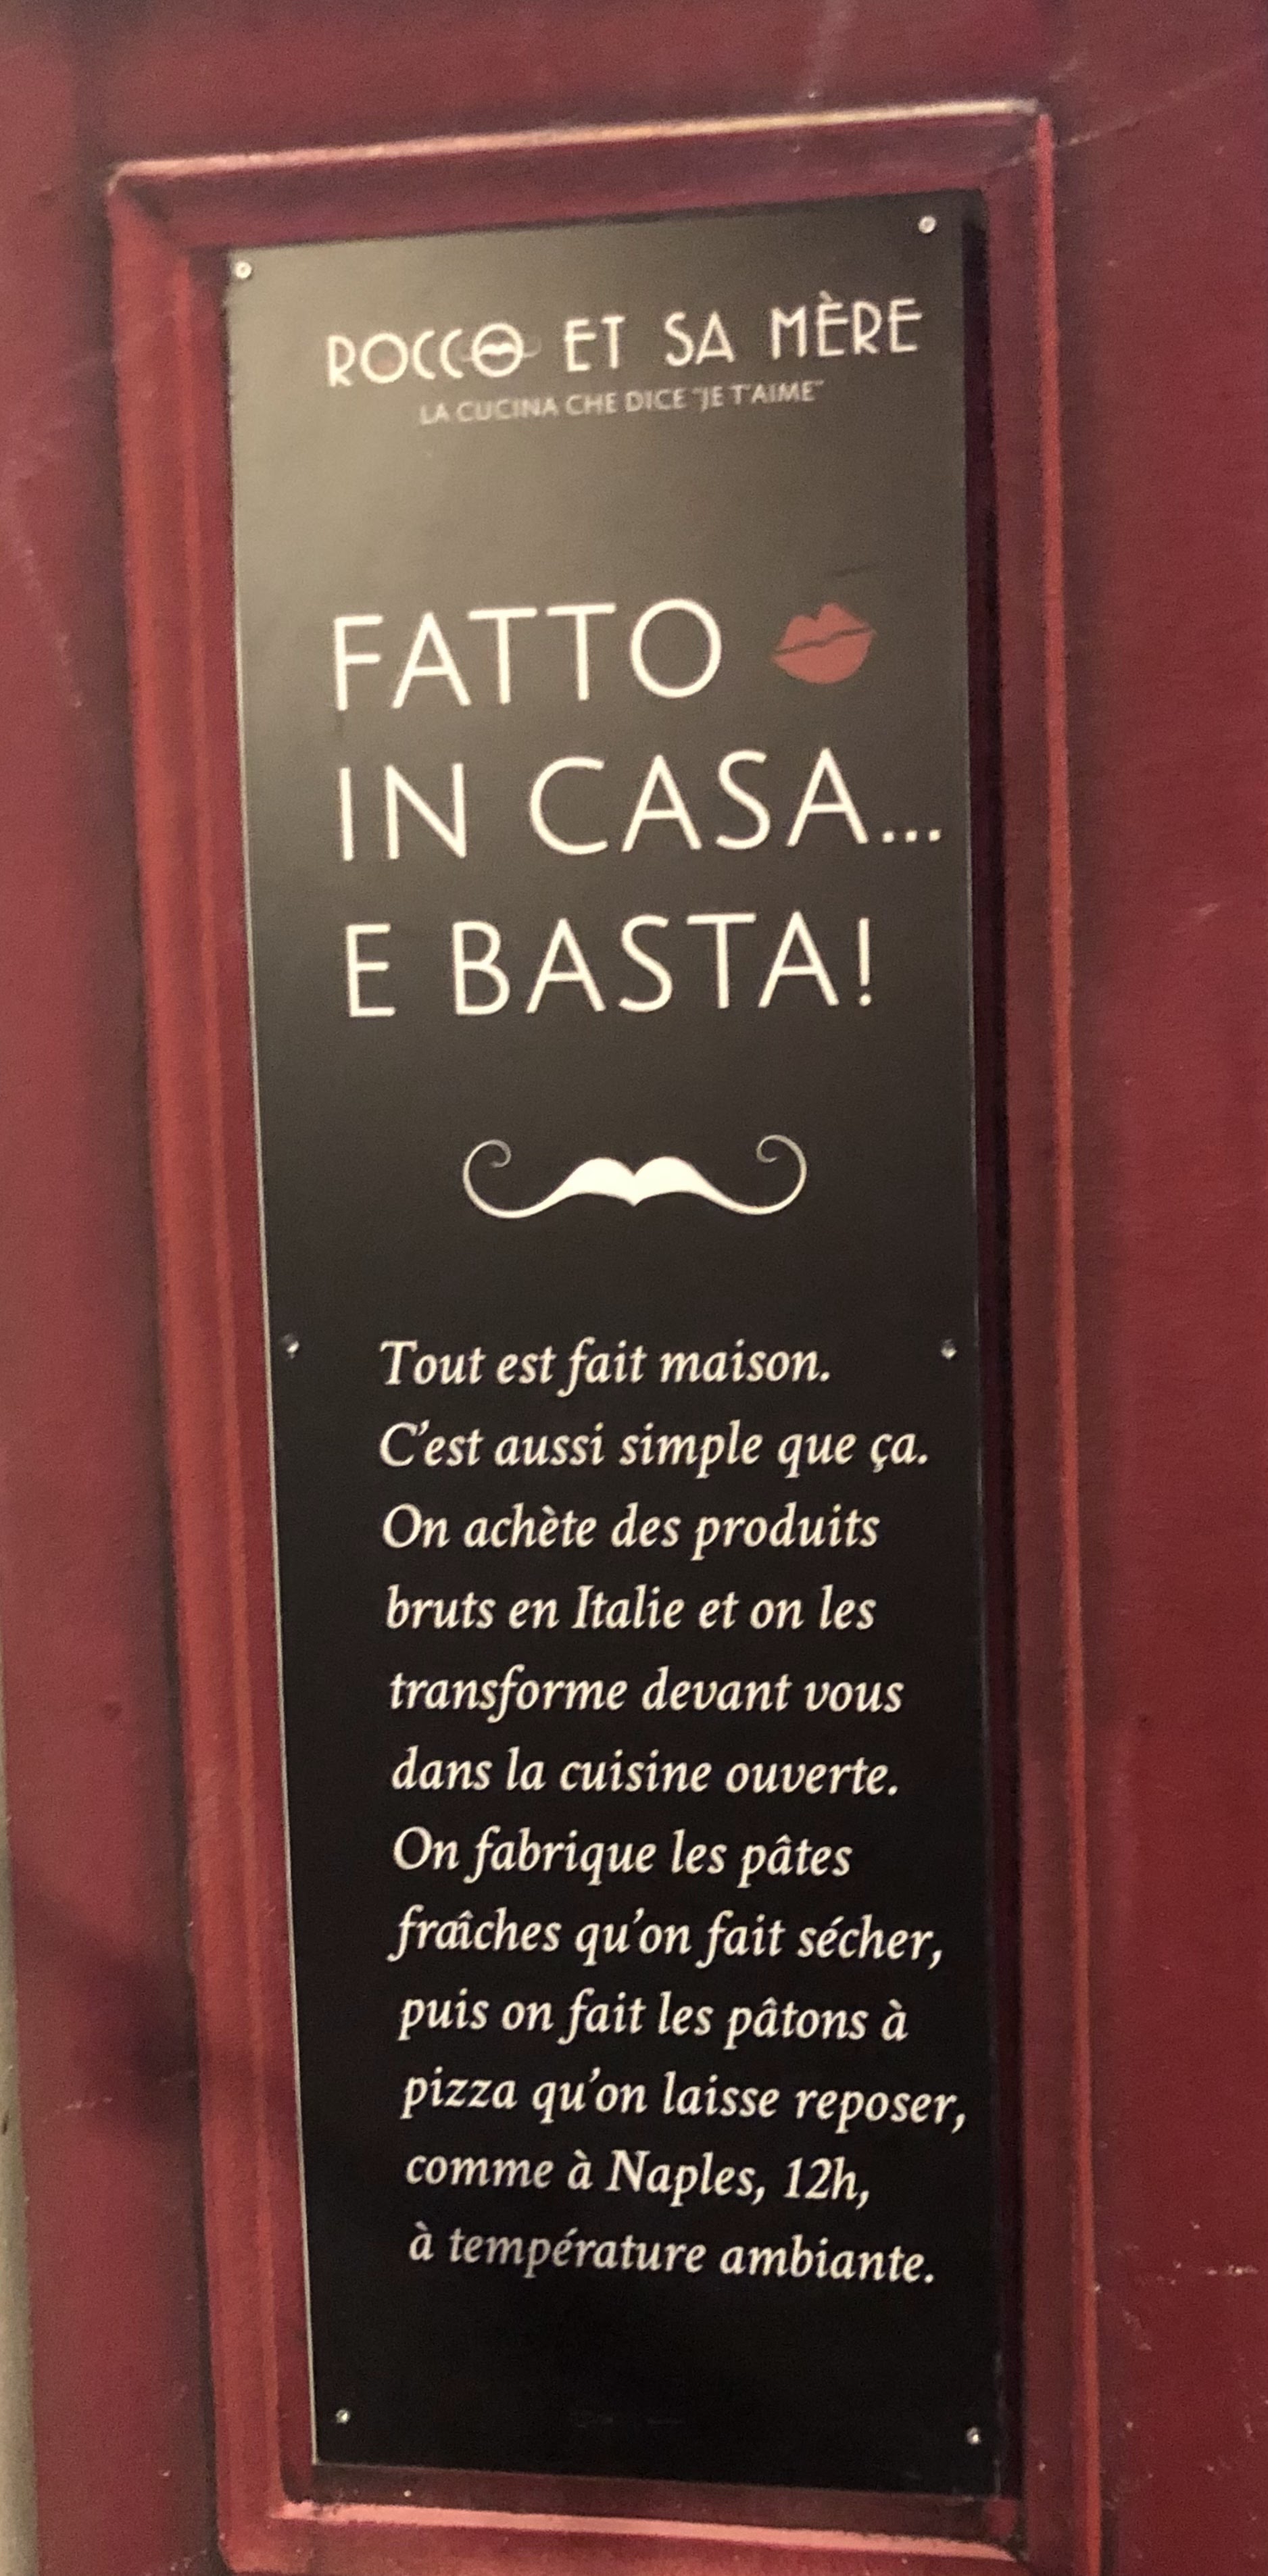 ROCCO ET SA MÈRE
LA CUCINA CHE DICE "JE T'AIME"
FATTO
IN CASA...
E BASTA!
Tout est fait maison.
C'est aussi simple que ça.
On achète des produits
bruts en Italie et on les
transforme devant vous
dans la cuisine ouverte.
On fabrique les pâtes
fraîches qu'on fait sécher,
puis on fait les pâtons à
pizza qu'on laisse reposer,
comme à Naples, 12h,
à température ambiante.